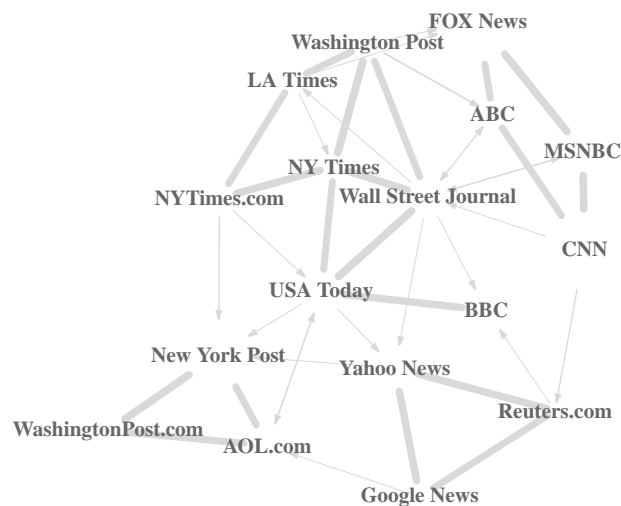 FOX News
Washington Post
LA Times
ABC
MSNBC
NY Times
NYTimes.com
Wall Street Journal
CNN
USA Today
BBC
New York Post
Yahoo News
Reuters.com
WashingtonPost.com
AOL.com
Google News